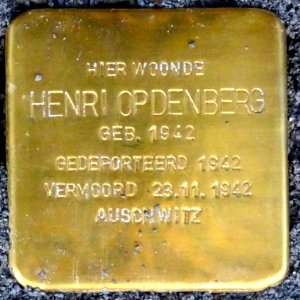 HIER WOONDE
HENRI OPDENBERG
GEB. 1942
GEDEPORTEERD 1942
VERMOORD 23.11.1942
AUSCHWITZ